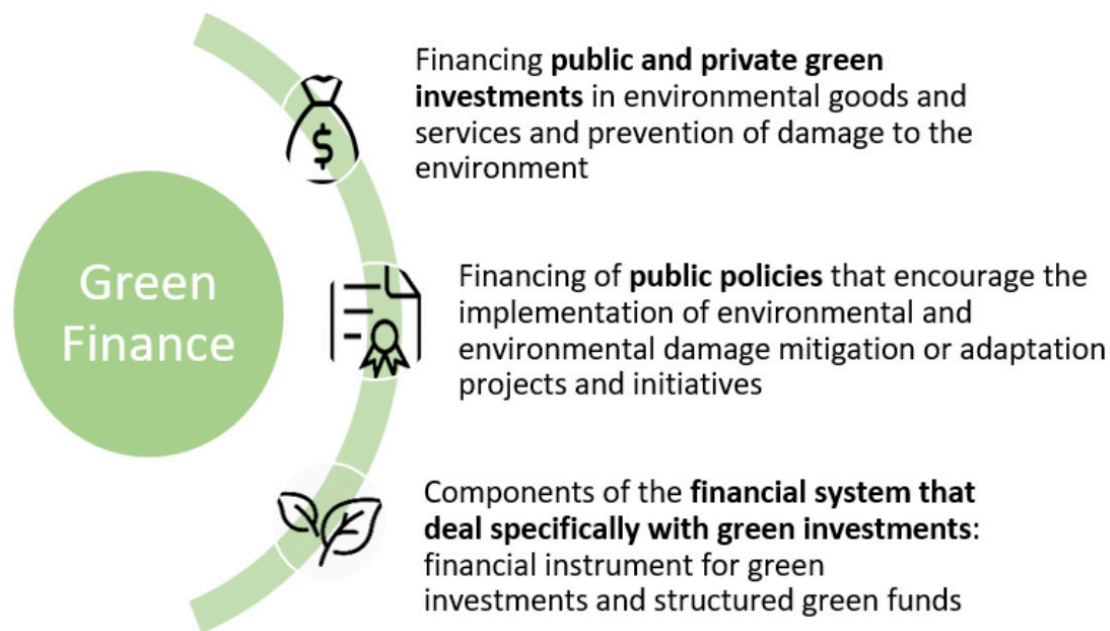 Green
Finance
Financing public and private green
investments in environmental goods and
services and prevention of damage to the
environment
$
Financing of public policies that encourage the
implementation of environmental and
environmental damage mitigation or adaptation
projects and initiatives
Components of the financial system that
deal specifically with green investments:
financial instrument for green
investments and structured green funds